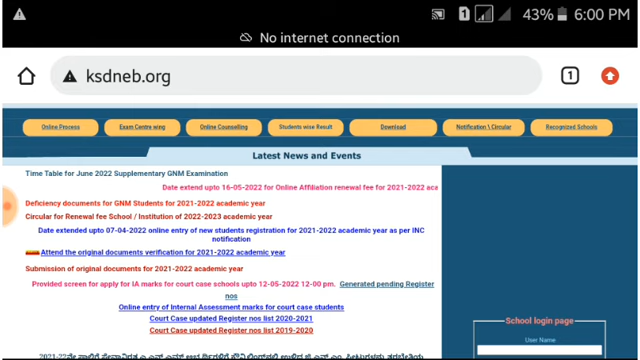 1 43% 6:00 PM
No internet connection
ksdneb.org 1
Online Process Exam Centre wing Online Counselling Students wise Result Download Notification \ Circular Recognized Schools
Latest News and Events
Time Table for June 2022 Supplementary GNM Examination
Date extend upto 16-05-2022 for Online Affiliation renewal fee for 2021-2022 aca
Deficiency documents for GNM Students for 2021-2022 academic year
Circular for Renewal fee School / Institution of 2022-2023 academic year
Date extended upto 07-04-2022 online entry of new students registration for 2021-2022 academic year as per INC
notification
Attend the original documents verification for 2021-2022 academic year
Submission of original documents for 2021-2022 academic year
Provided screen for apply for IA marks for court case schools upto 12-05-2022 12-00 pm. Generated pending Register
nos
Online entry of Internal Assessment marks for court case students
Court Case updated Register nos list 2020-2021
Court Case updated Register nos list 2019-2020
School login page
User Name